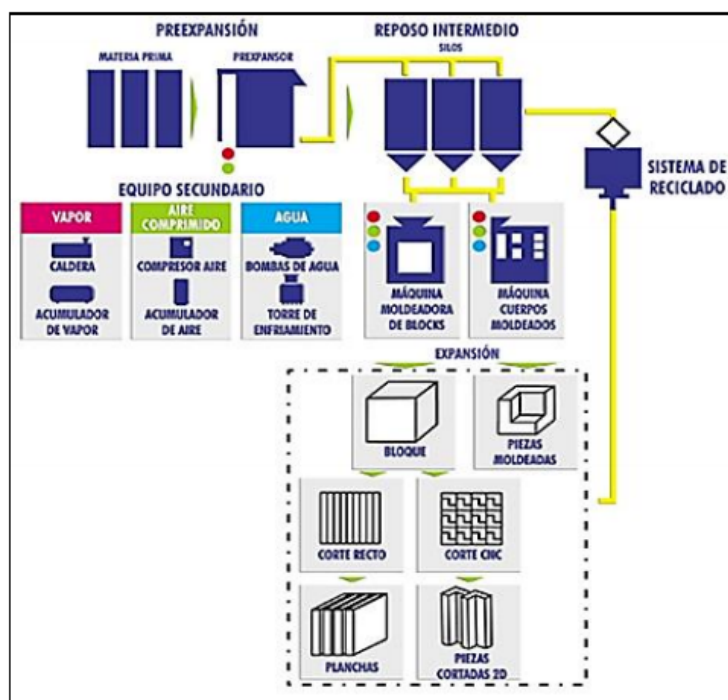 PREEXPANSIÓN
REPOSO INTERMEDIO
SILOS
MATERIA PRIMA
PREXPANSOR
SISTEMA DE
RECICLADO
EQUIPO SECUNDARIO
VAPOR
AIRE
COMPRIMIDO
AGUA
CALDERA
COMPRESOR AIRE
BOMBAS DE AGUA
ACUMULADOR
DE VAPOR
ACUMULADOR
DE AIRE
TORRE DE
ENFRIAMIENTO
MÁQUINA
MOLDEADORA
DE BLOCKS
MÁQUINA
CUERPOS
MOLDEADOS
EXPANSIÓN
BLOQUE
PIEZAS
MOLDEADAS
CORTE RECTO
CORTE CNC
PLANCHAS
PIEZAS
CORTADAS 2D